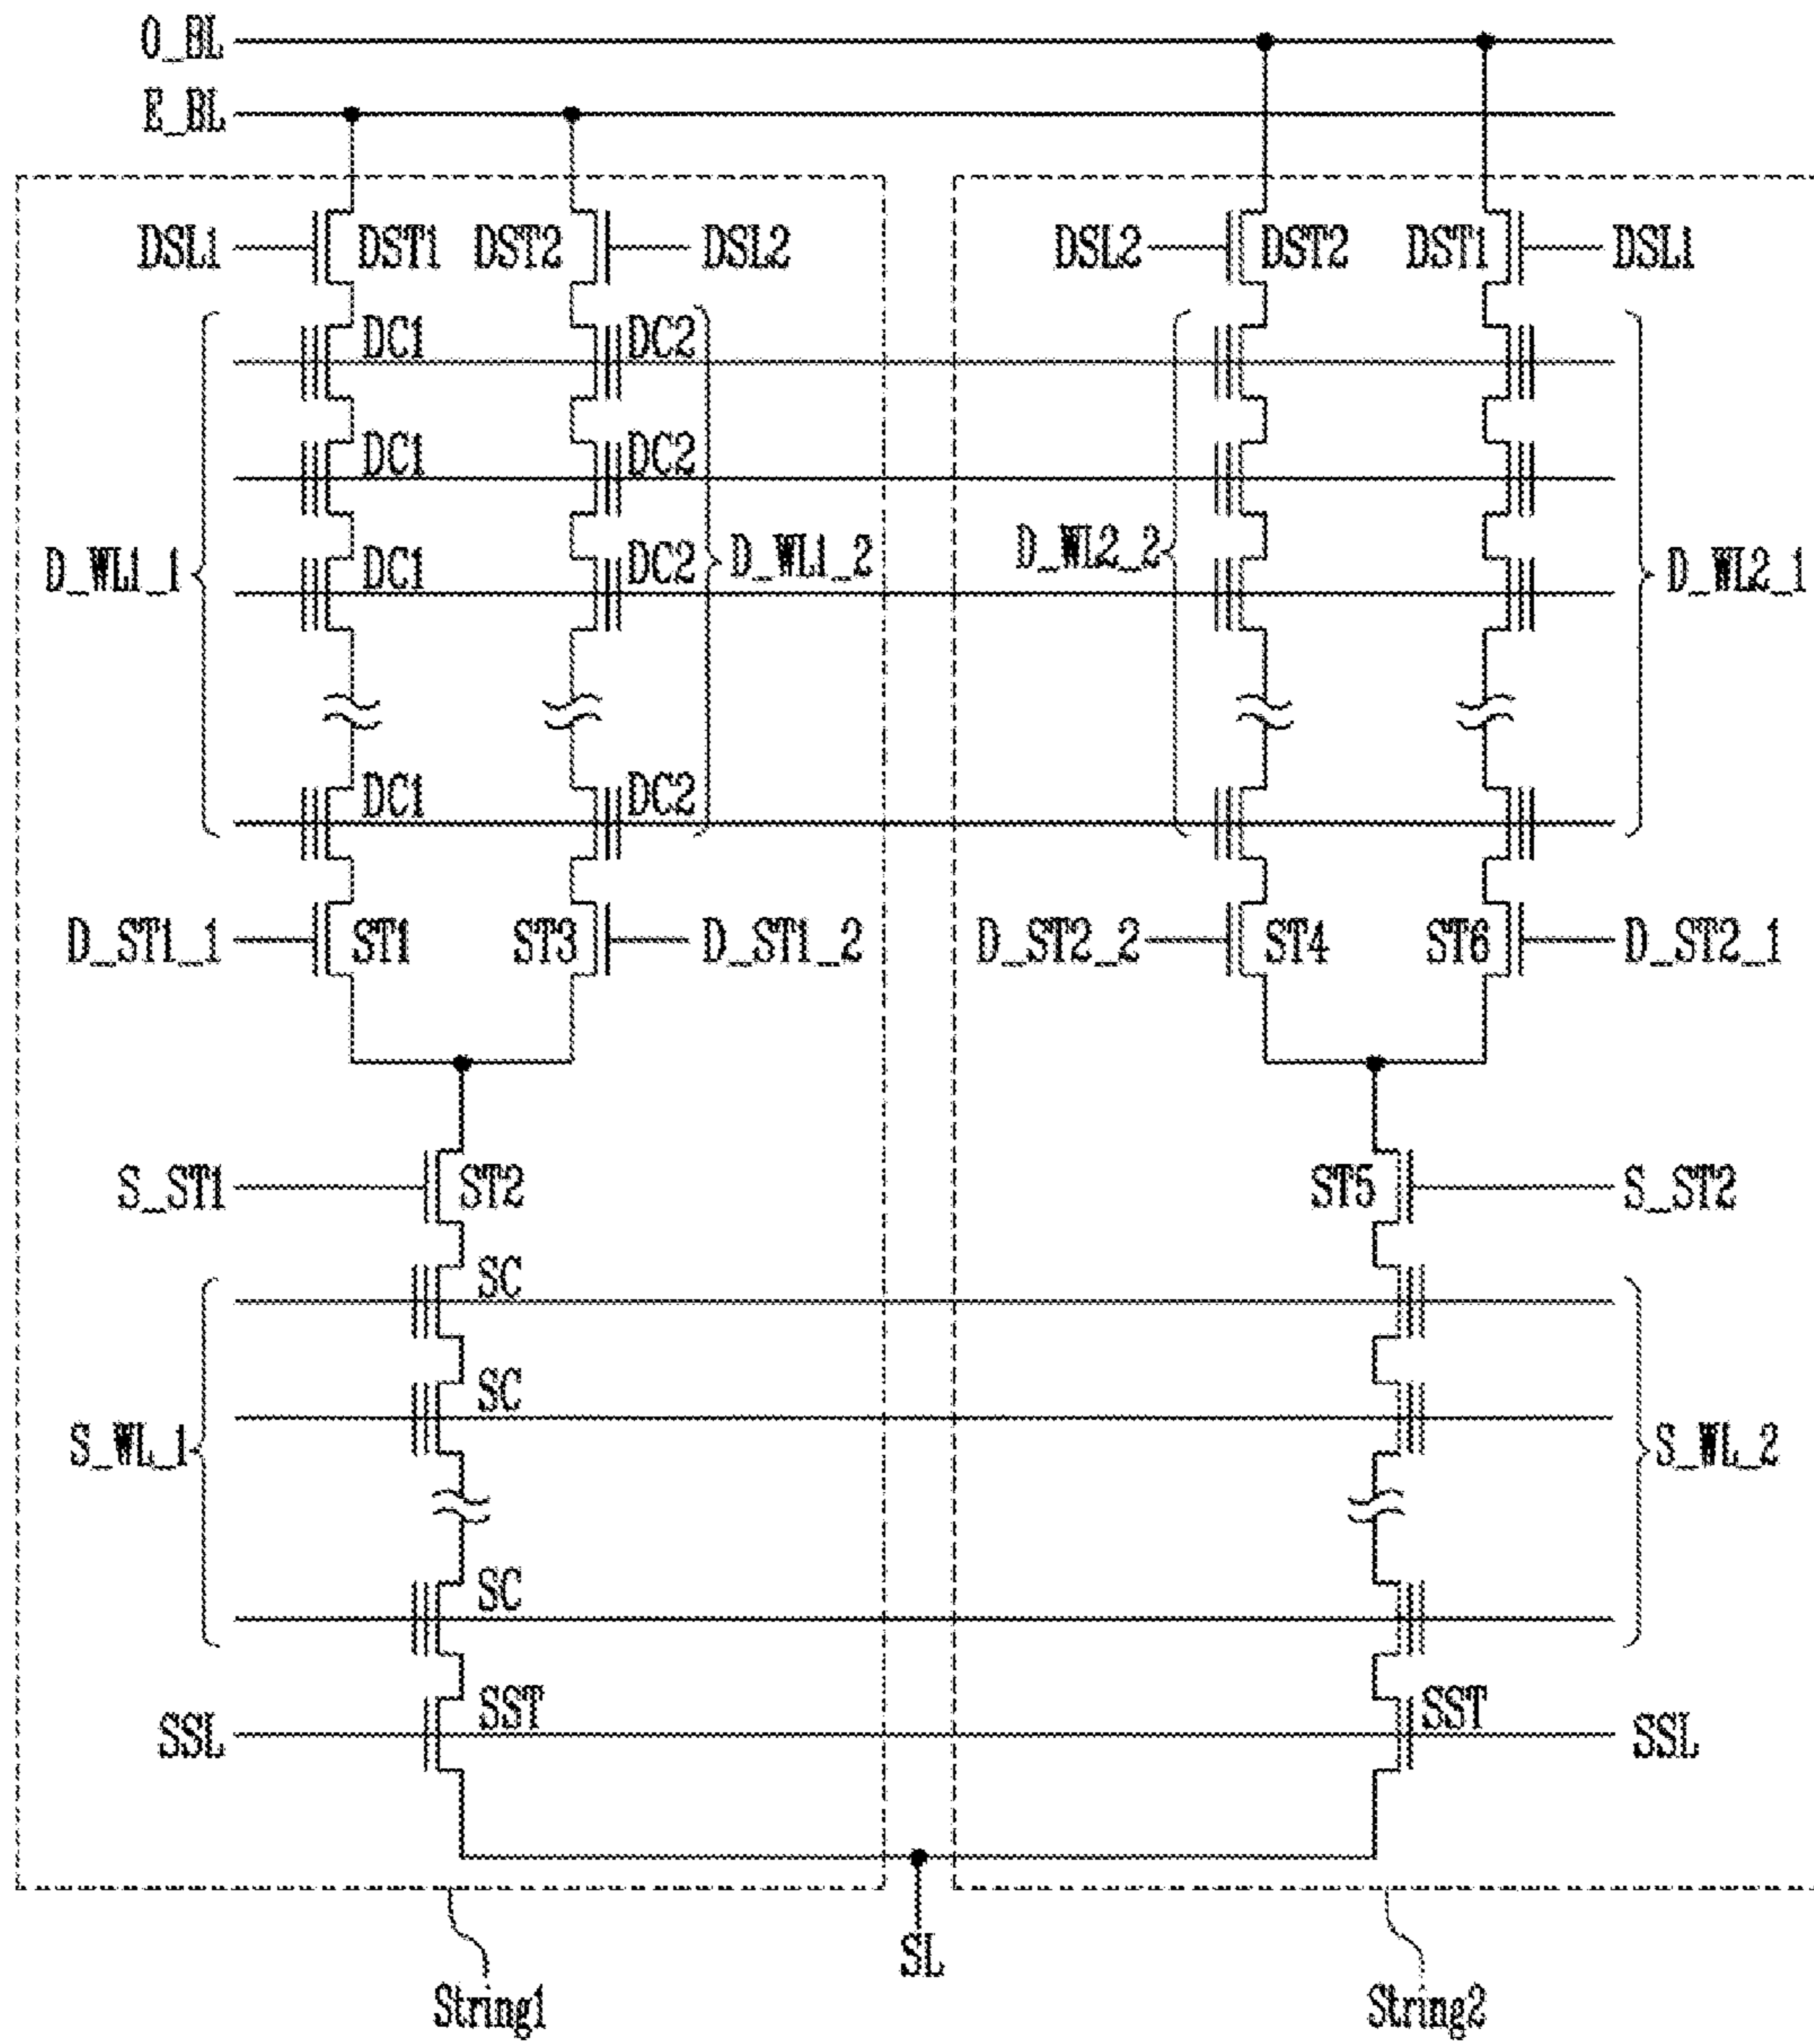 O_BL
E_BL
DSL1 DST1 DST2 DSL2 DSL2 DST2 DST1 DSL1
DC1 DC2
DC1 DC2
D_WL1_1 DC1 DC2 D_WL1_2 D_WL2_2 D_WL2_1
DC1 DC2
D_ST1_1 ST1 ST3 D_ST1_2 D_ST2_2 ST4 ST6 D_ST2_1
S_ST1 ST2 ST5 S_ST2
SC
SC
S_WL_1 S_WL_2
SC
SSL SST SST SSL
SL
String1 String2